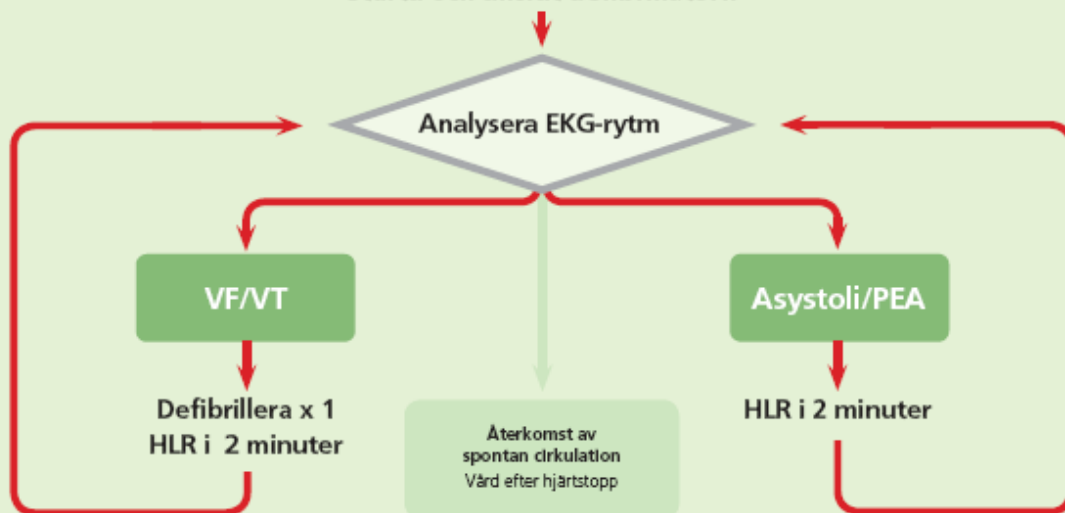 Analysera EKG-rytm
VF/VT
Asystoli/PEA
Defibrillera x 1
HLR i 2 minuter
HLR i 2 minuter
Återkomst av
spontan cirkulation
Vård efter hjärtstopp